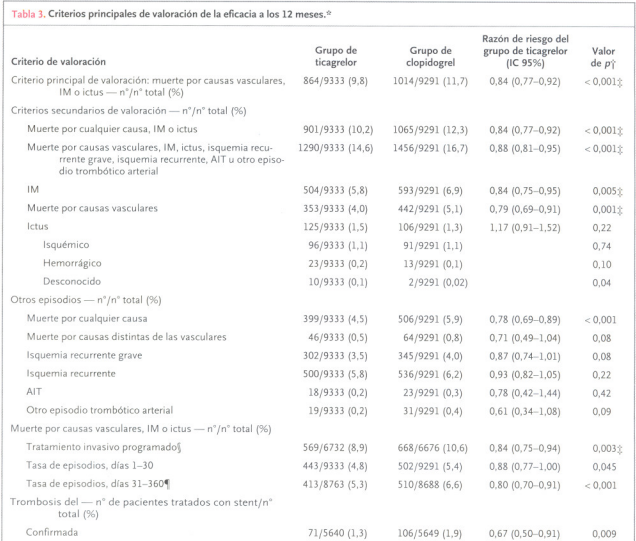 Tabla 3. Criterios principales de valoración de la eficacia a los 12 meses.*
Criterio de valoración Grupo de ticagrelor Grupo de clopidogrel Razón de riesgo del grupo de ticagrelor (IC 95%) Valor de p†
Criterio principal de valoración: muerte por causas vasculares,
IM o ictus — n°/n° total (%) 864/9333 (9,8) 1014/9291 (11,7) 0,84 (0,77–0,92) < 0,001‡
Criterios secundarios de valoración — n°/n° total (%)
Muerte por cualquier causa, IM o ictus 901/9333 (10,2) 1065/9291 (12,3) 0,84 (0,77–0,92) < 0,001‡
Muerte por causas vasculares, IM, ictus, isquemia recu- 1290/9333 (14,6) 1456/9291 (16,7) 0,88 (0,81–0,95) < 0,001‡
rrente grave, isquemia recurrente, AIT u otro episo-
dio trombótico arterial
IM 504/9333 (5,8) 593/9291 (6,9) 0,84 (0,75–0,95) 0,005‡
Muerte por causas vasculares 353/9333 (4,0) 442/9291 (5,1) 0,79 (0,69–0,91) 0,001‡
Ictus 125/9333 (1,5) 106/9291 (1,3) 1,17 (0,91–1,52) 0,22
Isquémico 96/9333 (1,1) 91/9291 (1,1) 0,74
Hemorrágico 23/9333 (0,2) 13/9291 (0,1) 0,10
Desconocido 10/9333 (0,1) 2/9291 (0,02) 0,04
Otros episodios — n°/n° total (%)
Muerte por cualquier causa 399/9333 (4,5) 506/9291 (5,9) 0,78 (0,69–0,89) < 0,001
Muerte por causas distintas de las vasculares 46/9333 (0,5) 64/9291 (0,8) 0,71 (0,49–1,04) 0,08
Isquemia recurrente grave 302/9333 (3,5) 345/9291 (4,0) 0,87 (0,74–1,01) 0,08
Isquemia recurrente 500/9333 (5,8) 536/9291 (6,2) 0,93 (0,82–1,05) 0,22
AIT 18/9333 (0,2) 23/9291 (0,3) 0,78 (0,42–1,44) 0,42
Otro episodio trombótico arterial 19/9333 (0,2) 31/9291 (0,4) 0,61 (0,34–1,08) 0,09
Muerte por causas vasculares, IM o ictus — n°/n° total (%)
Tratamiento invasivo programado§ 569/6732 (8,9) 668/6676 (10,6) 0,84 (0,75–0,94) 0,003‡
Tasa de episodios, días 1–30 443/9333 (4,8) 502/9291 (5,4) 0,88 (0,77–1,00) 0,045
Tasa de episodios, días 31–360¶ 413/8763 (5,3) 510/8688 (6,6) 0,80 (0,70–0,91) < 0,001
Trombosis del — n° de pacientes tratados con stent/n°
total (%)
Confirmada 71/5640 (1,3) 106/5649 (1,9) 0,67 (0,50–0,91) 0,009